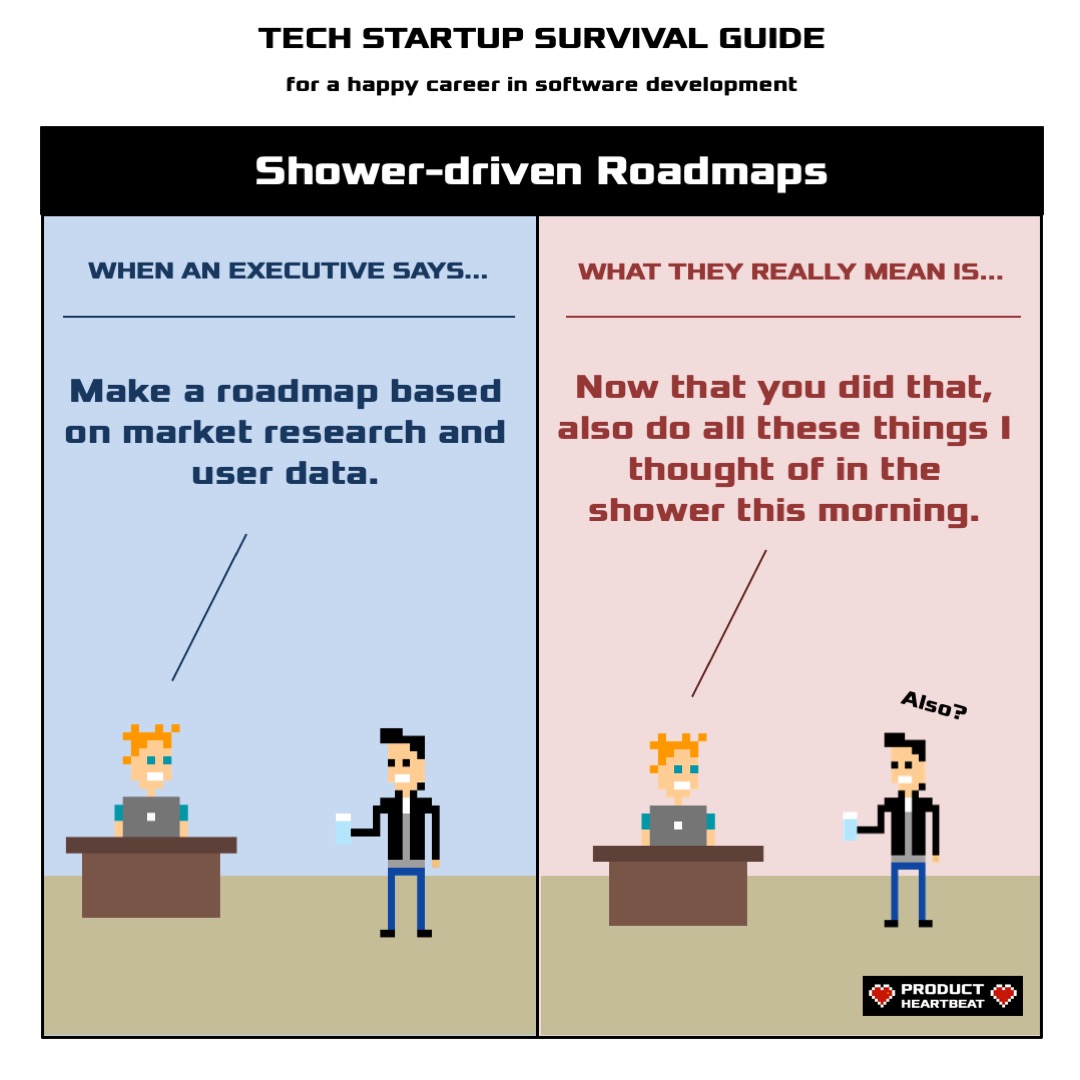 TECH STARTUP SURVIVAL GUIDE
for a happy career in software development
Shower-driven Roadmaps
WHEN AN EXECUTIVE SAYS...
Make a roadmap based
on market research and
user data.
WHAT THEY REALLY MEAN IS...
Now that you did that,
also do all these things I
thought of in the
shower this morning.
Also?
PRODUCT
HEARTBEAT